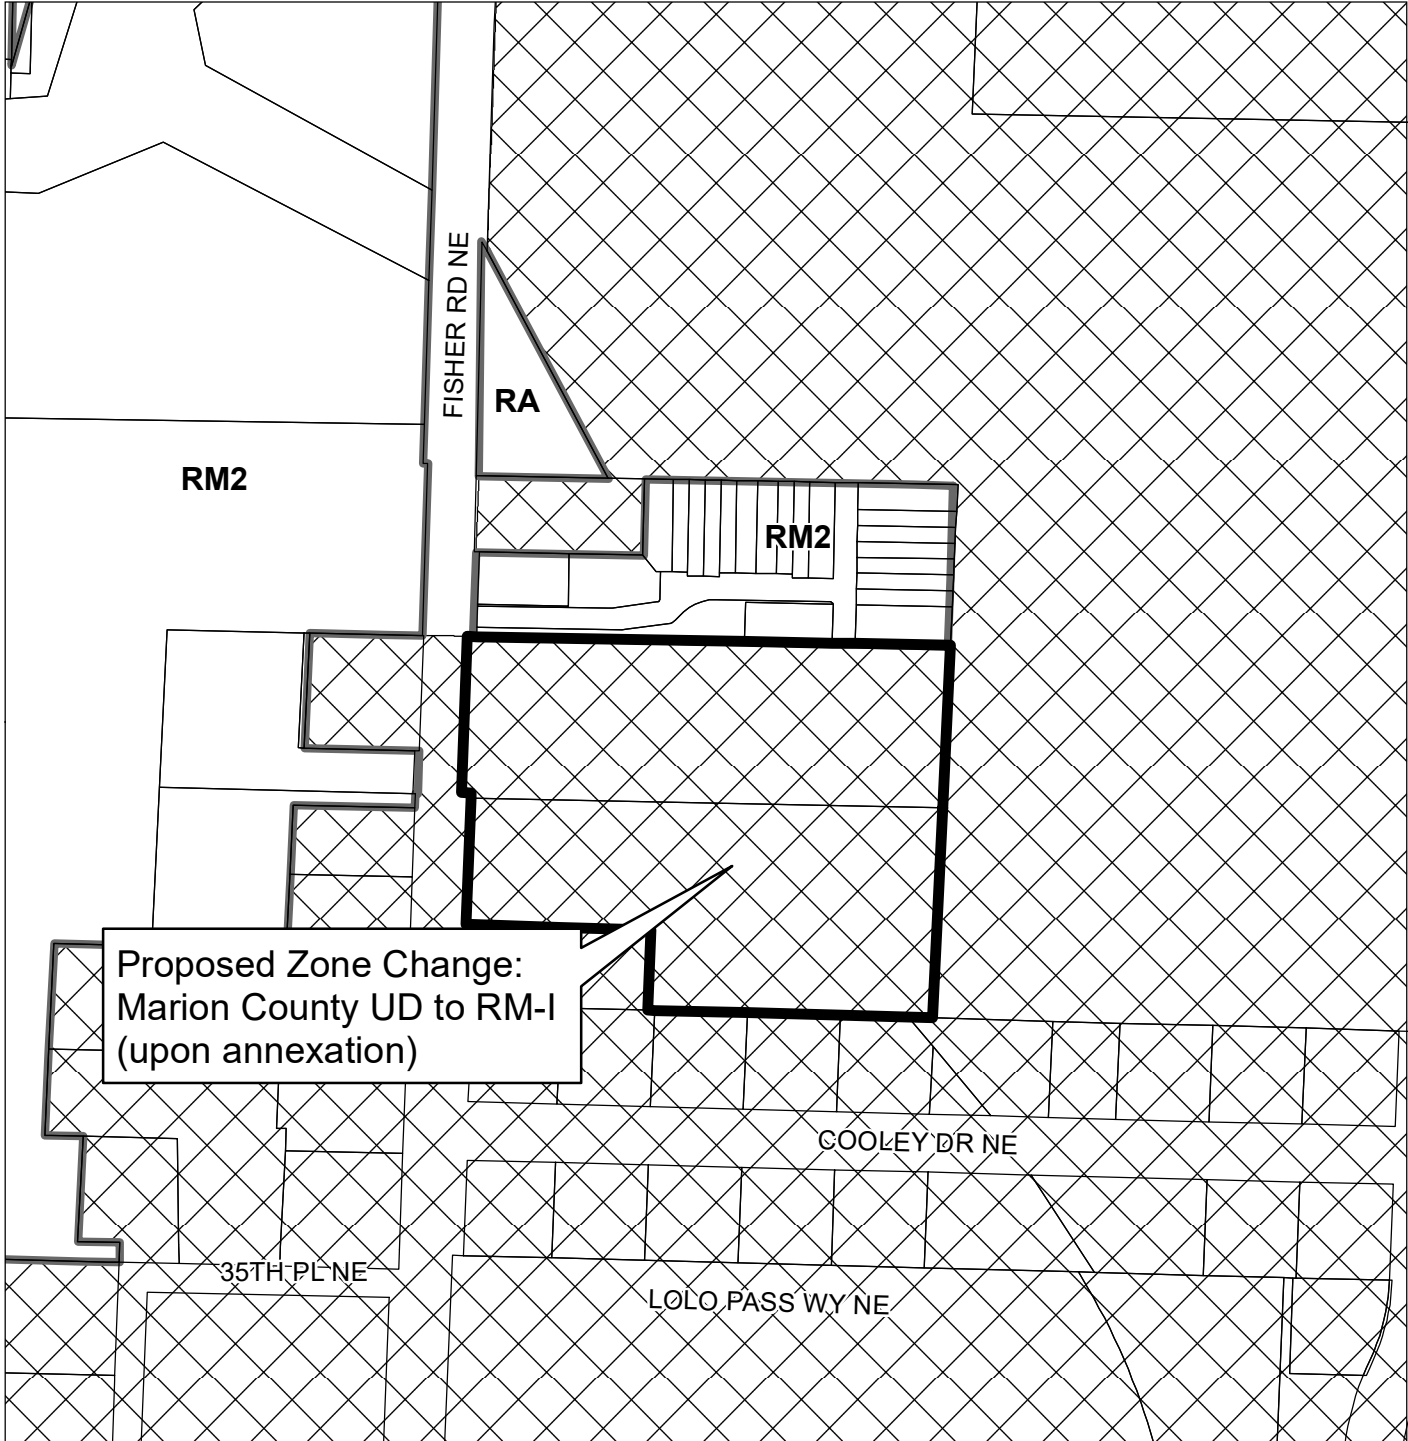 FISHER RD NE
RA
RM2
RM2
Proposed Zone Change:
Marion County UD to RM-I
(upon annexation)
COOLEY DR NE
35TH PL NE
LOLO PASS WY NE